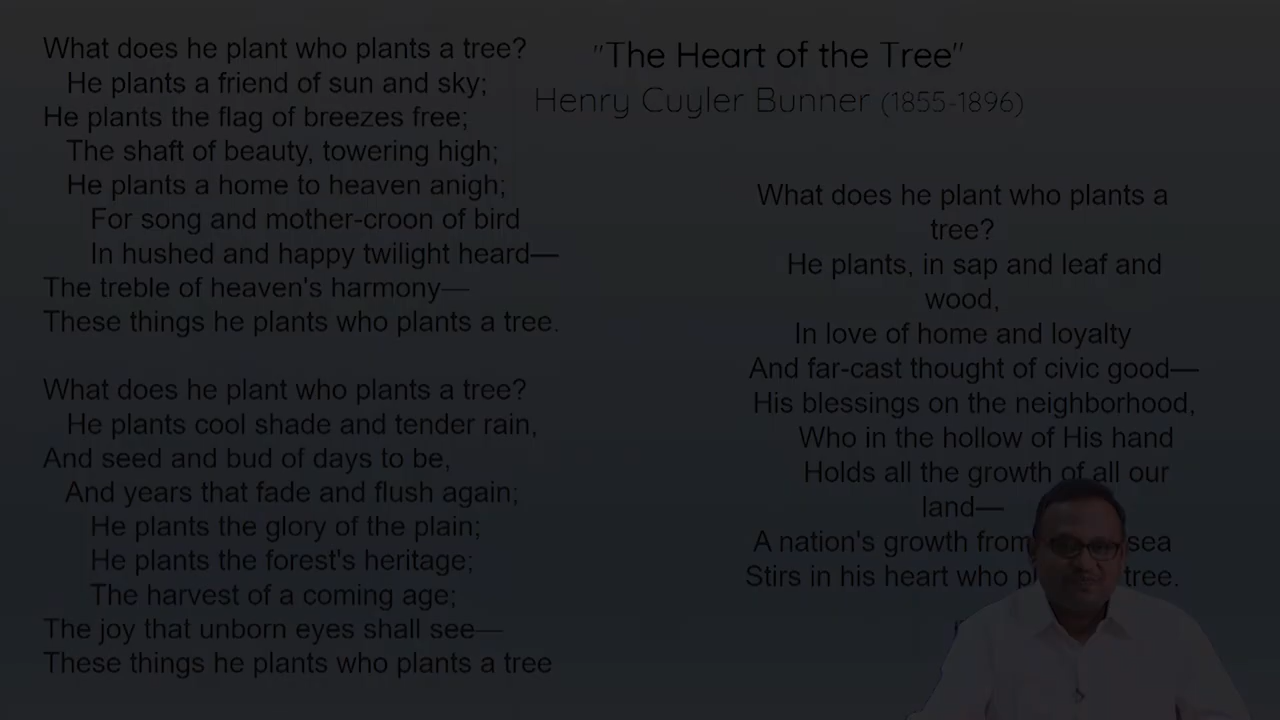 What does he plant who plants a tree?
He plants a friend of sun and sky;
He plants the flag of breezes free;
The shaft of beauty, towering high;
He plants a home to heaven anigh;
For song and mother-croon of bird
In hushed and happy twilight heard—
The treble of heaven's harmony—
These things he plants who plants a tree.
What does he plant who plants a tree?
He plants cool shade and tender rain,
And seed and bud of days to be,
And years that fade and flush again;
He plants the glory of the plain;
He plants the forest's heritage;
The harvest of a coming age;
The joy that unborn eyes shall see—
These things he plants who plants a tree
"The Heart of the Tree"
Henry Cuyler Bunner (1855-1896)
What does he plant who plants a
tree?
He plants, in sap and leaf and
wood,
In love of home and loyalty
And far-cast thought of civic good—
His blessings on the neighborhood,
Who in the hollow of His hand
Holds all the growth of all our
land—
A nation's growth from sea
Stirs in his heart who tree.